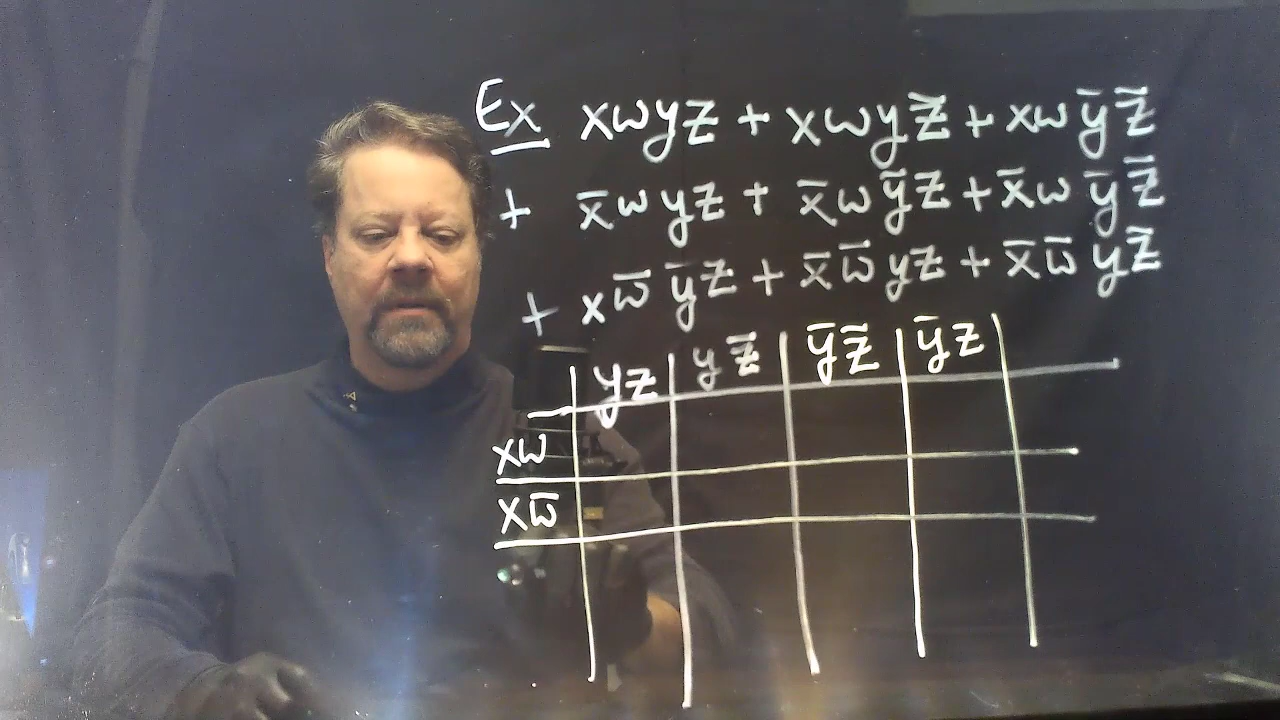 Ex xwyz + xwyz̄ + xwȳz̄
+ x̄wyz + x̄wȳz + x̄wȳz̄
+ xw̄ȳz + x̄w̄yz + x̄w̄yz̄
yz yz̄ ȳz̄ ȳz
xw
xw̄